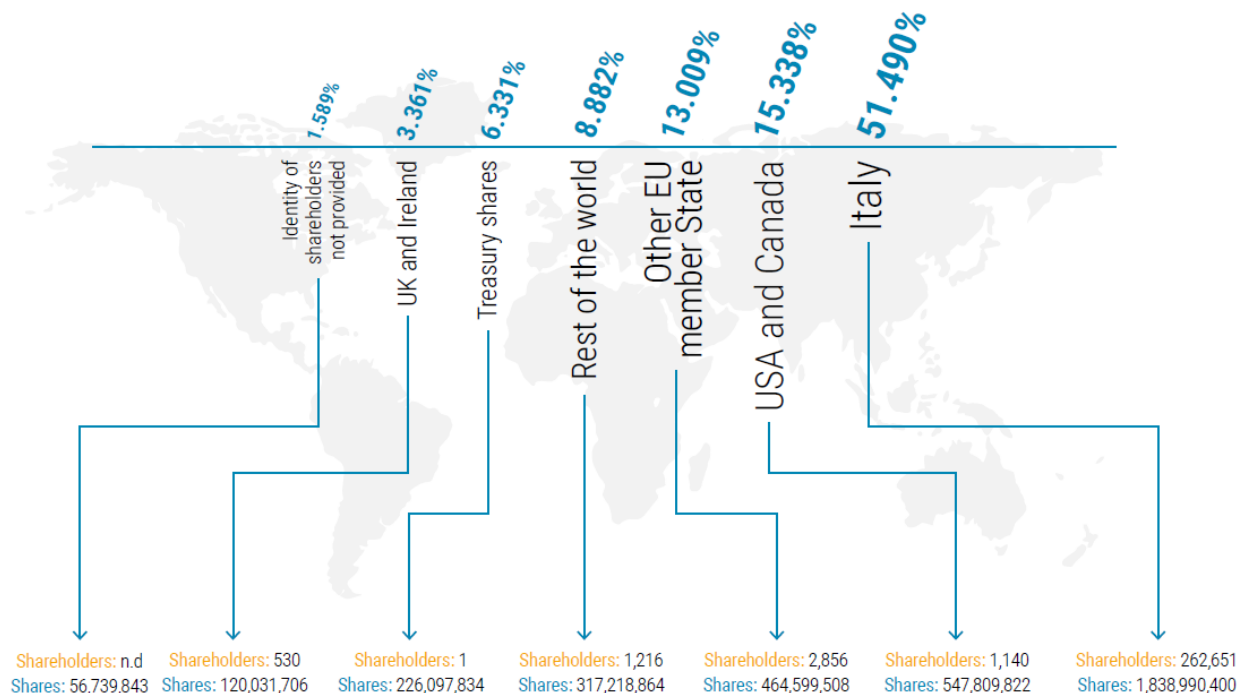 1.589%
3.361%
6.331%
8.882%
13.009%
15.338%
51.490%
Identity of
shareholders
not provided
UK and Ireland
Treasury shares
Rest of the world
Other EU
member State
USA and Canada
Italy
Shareholders: n.d
Shares: 56.739.843
Shareholders: 530
Shares: 120,031,706
Shareholders: 1
Shares: 226,097,834
Shareholders: 1,216
Shares: 317,218,864
Shareholders: 2,856
Shares: 464,599,508
Shareholders: 1,140
Shares: 547,809,822
Shareholders: 262,651
Shares: 1,838,990,400